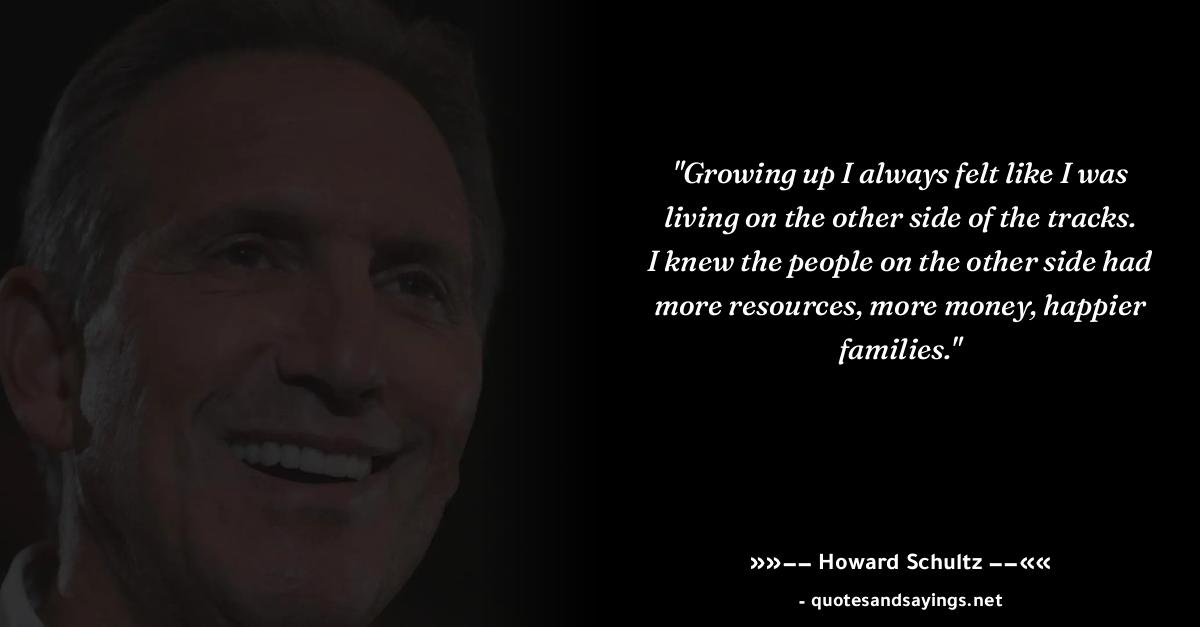 "Growing up I always felt like I was
living on the other side of the tracks.
I knew the people on the other side had
more resources, more money, happier
families."
»»−− Howard Schultz −−««
- quotesandsayings.net